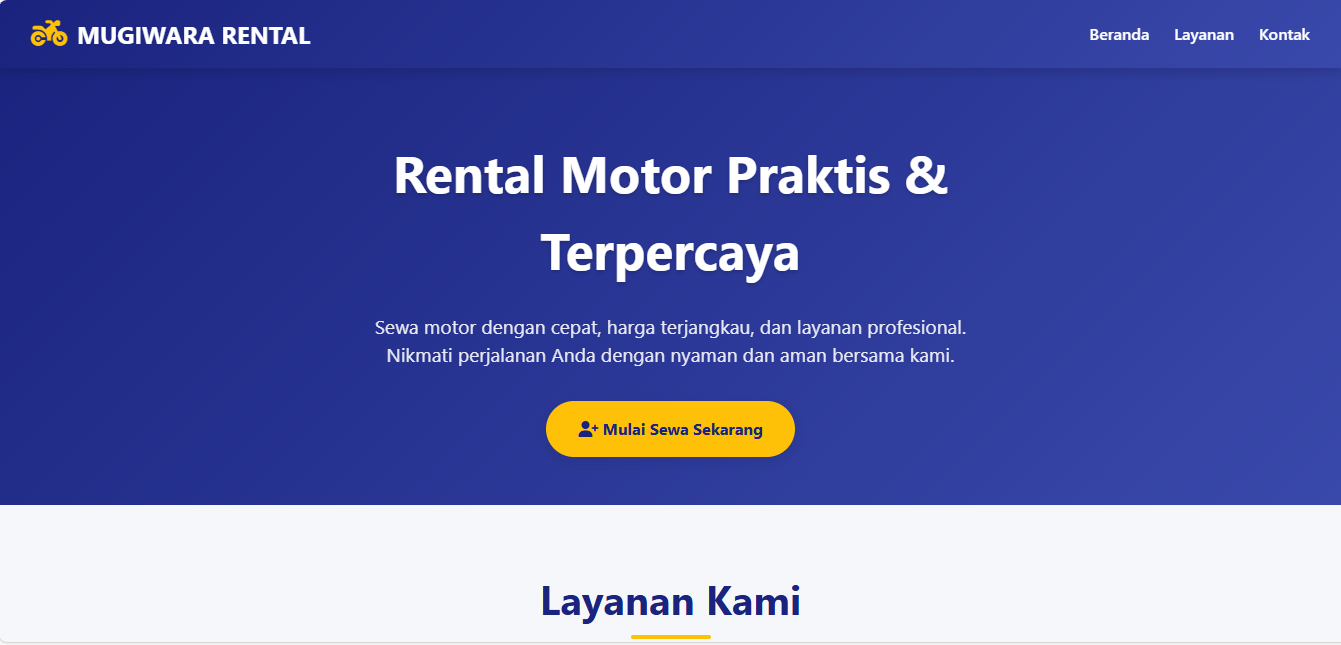 MUGIWARA RENTAL
Beranda
Layanan
Kontak
Rental Motor Praktis &
Terpercaya
Sewa motor dengan cepat, harga terjangkau, dan layanan profesional.
Nikmati perjalanan Anda dengan nyaman dan aman bersama kami.
Mulai Sewa Sekarang
Layanan Kami